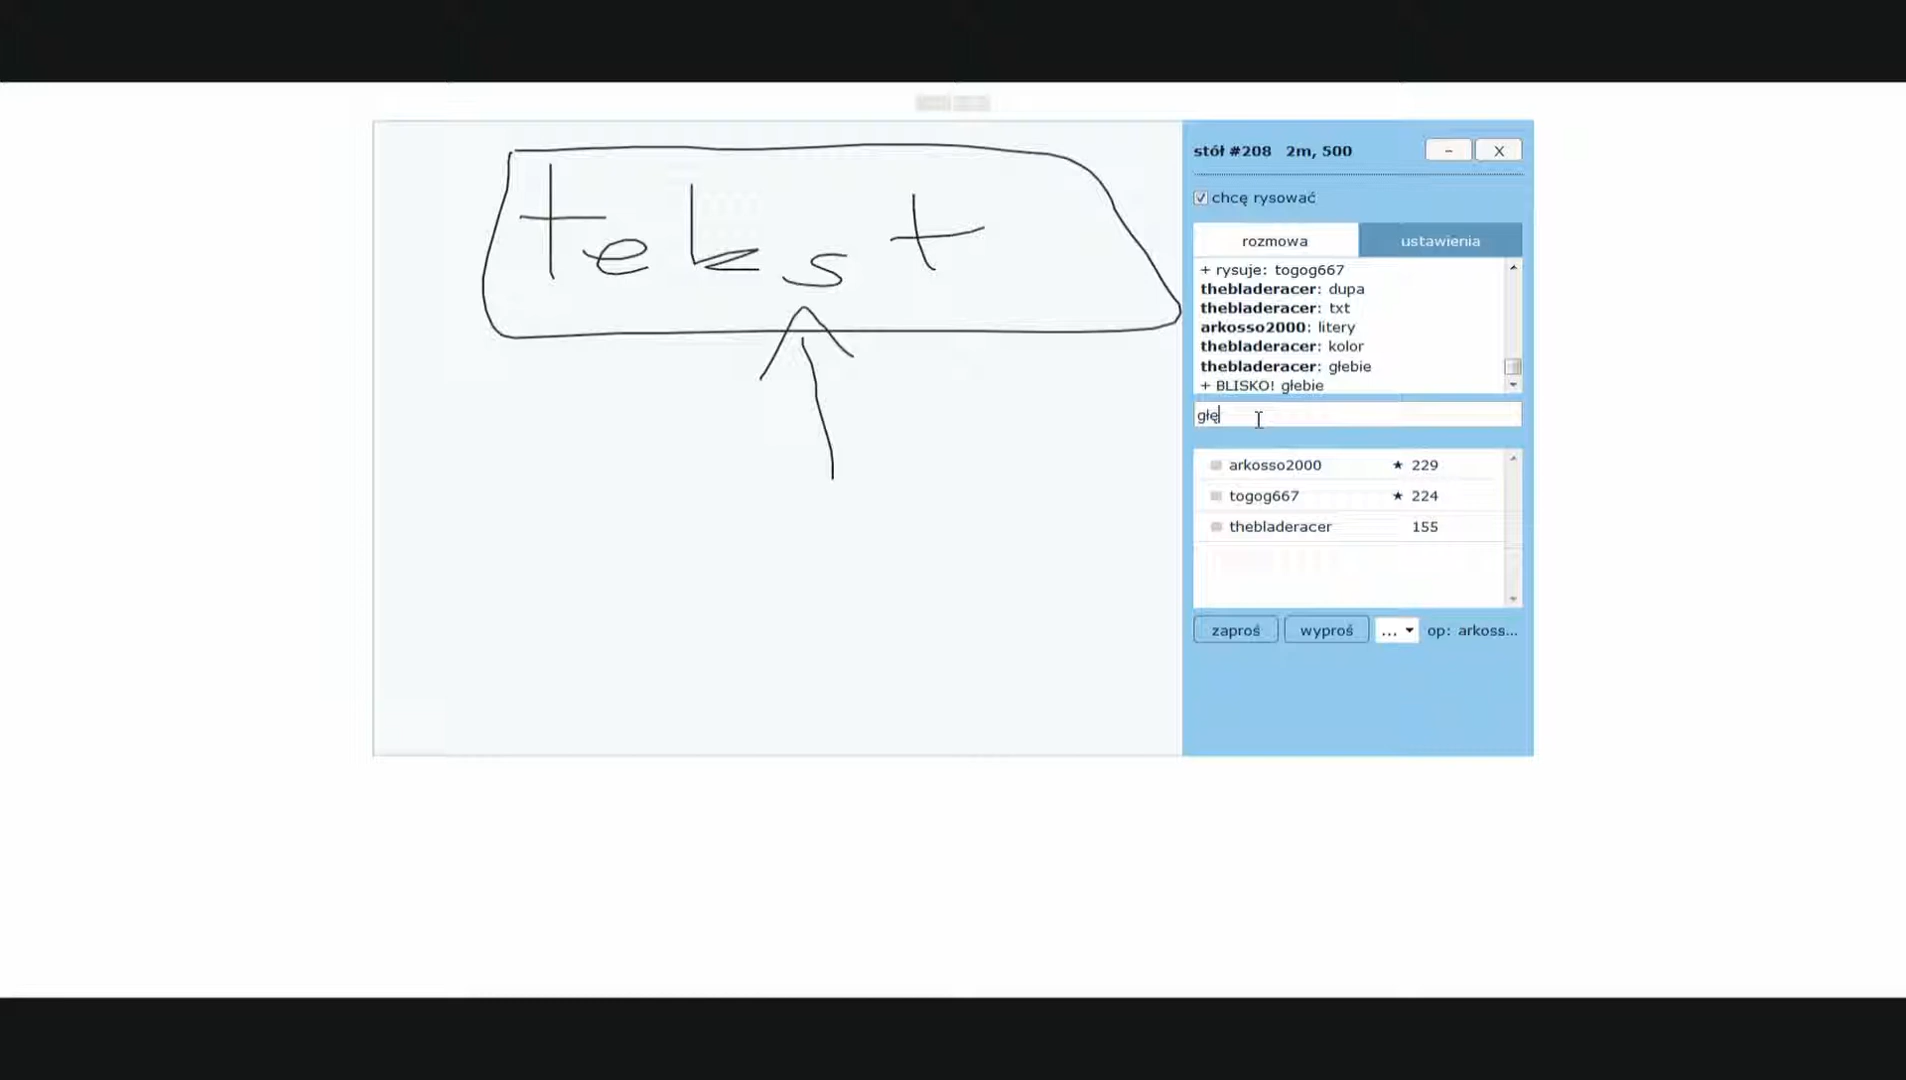 tekst
stół #208 2m, 500
– X
chcę rysować
rozmowa ustawienia
+ rysuje: togog667
thebladeracer: dupa
thebladeracer: txt
arkosso2000: litery
thebladeracer: kolor
thebladeracer: głebie
+ BLISKO! głebie
głę
arkosso2000 ★ 229
togog667 ★ 224
thebladeracer 155
zaproś wyproś ... op: arkoss...